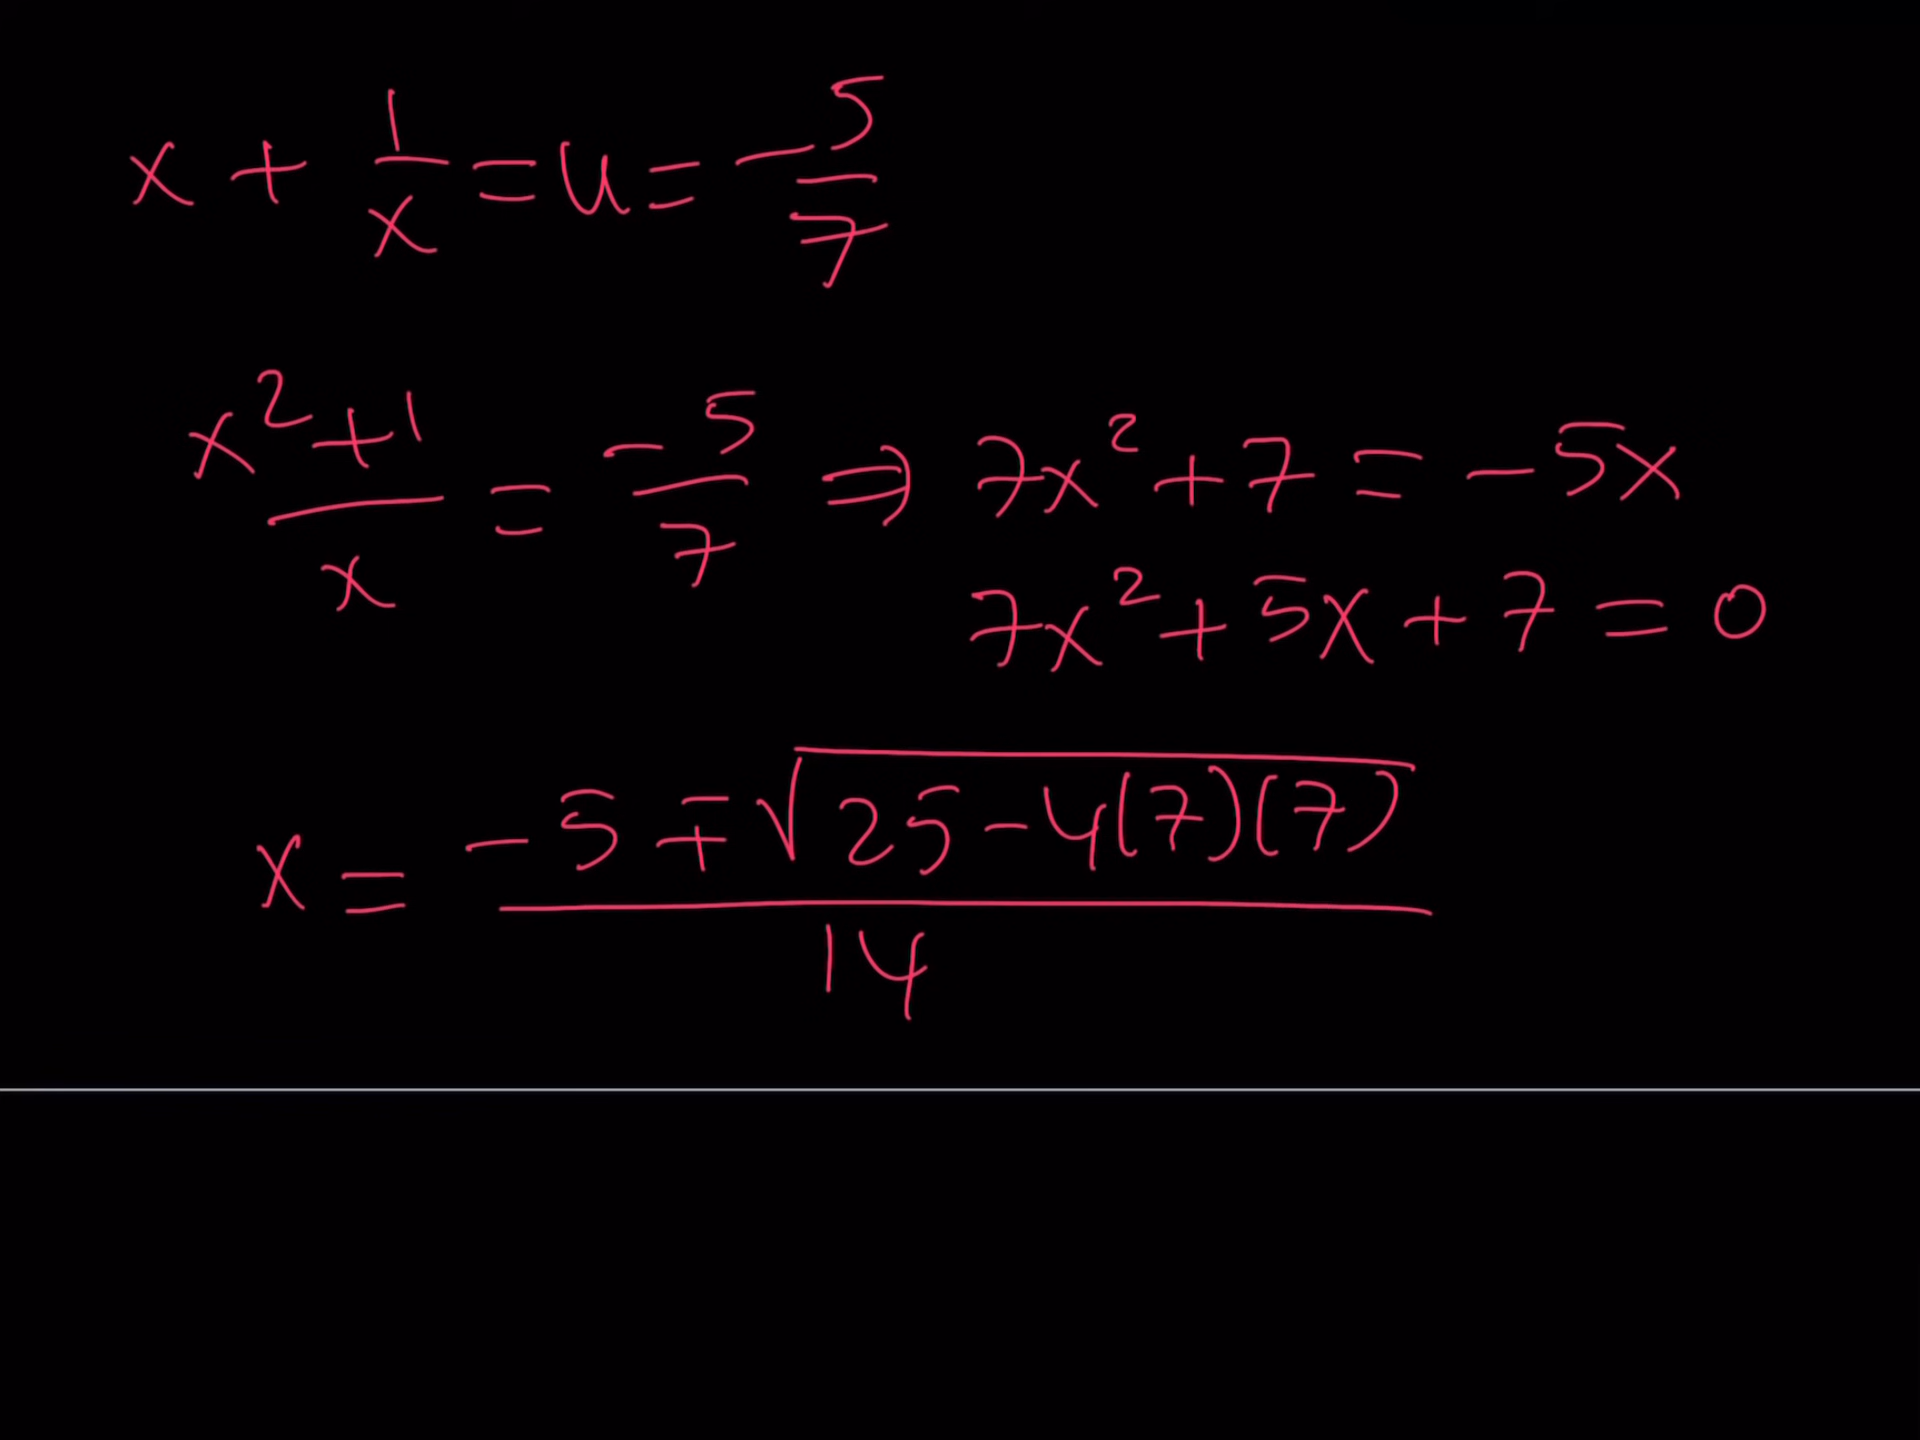 x + 1/x = u = -5/7
(x² + 1)/x = -5/7 ⇒ 7x² + 7 = -5x
7x² + 5x + 7 = 0
x = (-5 ∓ √(25 - 4(7)(7)))/14